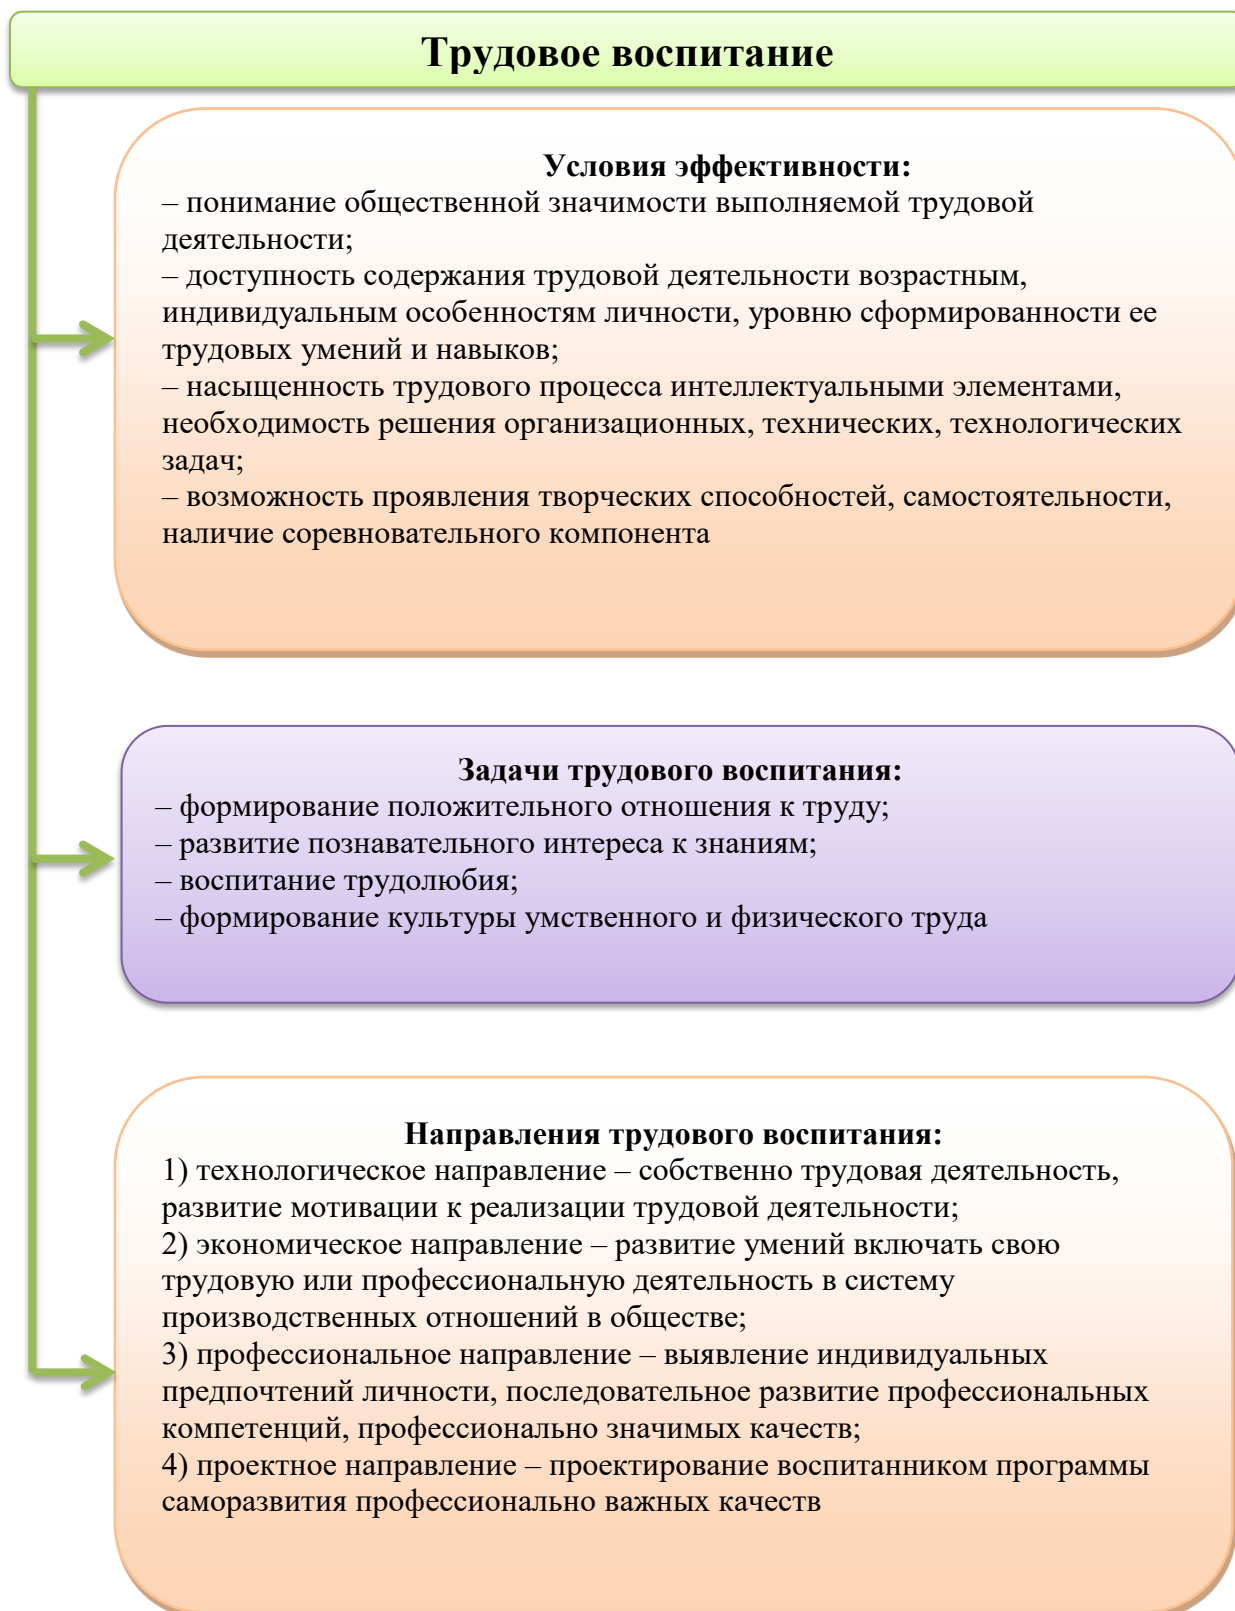 Трудовое воспитание
Условия эффективности:
– понимание общественной значимости выполняемой трудовой
деятельности;
– доступность содержания трудовой деятельности возрастным,
индивидуальным особенностям личности, уровню сформированности ее
трудовых умений и навыков;
– насыщенность трудового процесса интеллектуальными элементами,
необходимость решения организационных, технических, технологических
задач;
– возможность проявления творческих способностей, самостоятельности,
наличие соревновательного компонента
Задачи трудового воспитания:
– формирование положительного отношения к труду;
– развитие познавательного интереса к знаниям;
– воспитание трудолюбия;
– формирование культуры умственного и физического труда
Направления трудового воспитания:
1) технологическое направление – собственно трудовая деятельность,
развитие мотивации к реализации трудовой деятельности;
2) экономическое направление – развитие умений включать свою
трудовую или профессиональную деятельность в систему
производственных отношений в обществе;
3) профессиональное направление – выявление индивидуальных
предпочтений личности, последовательное развитие профессиональных
компетенций, профессионально значимых качеств;
4) проектное направление – проектирование воспитанником программы
саморазвития профессионально важных качеств